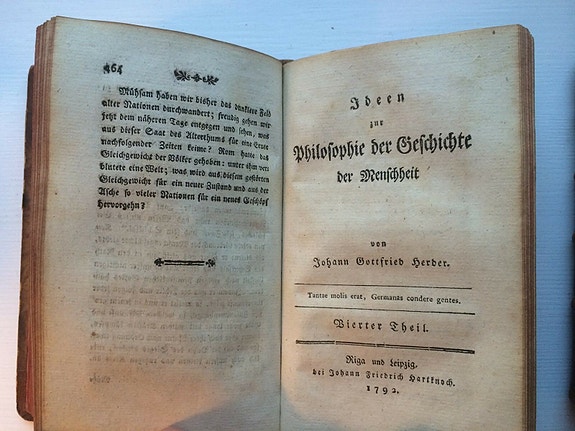 464
Mühsam haben wir bisher das dunklere Feld
alter Nationen durchwandert; freudig gehen wir
jetzt dem näheren Tage entgegen und sehen, was
aus dieser Saat des Alterthums für eine Ernte
nachfolgender Zeiten keime? Rom hatte das
Gleichgewicht der Völker gehoben: unter ihm ver-
blutete eine Welt; was wird aus diesem gestörten
Gleichgewicht für ein neuer Zustand und aus der
Asche so vieler Nationen für ein neues Geschöpf
hervorgehn?
Ideen
zur
Philosophie der Geschichte
der Menschheit
von
Johann Gottfried Herder.
Tantae molis erat, Germanas condere gentes.
Vierter Theil.
Riga und Leipzig,
bei Johann Friedrich Hartknoch.
1792.